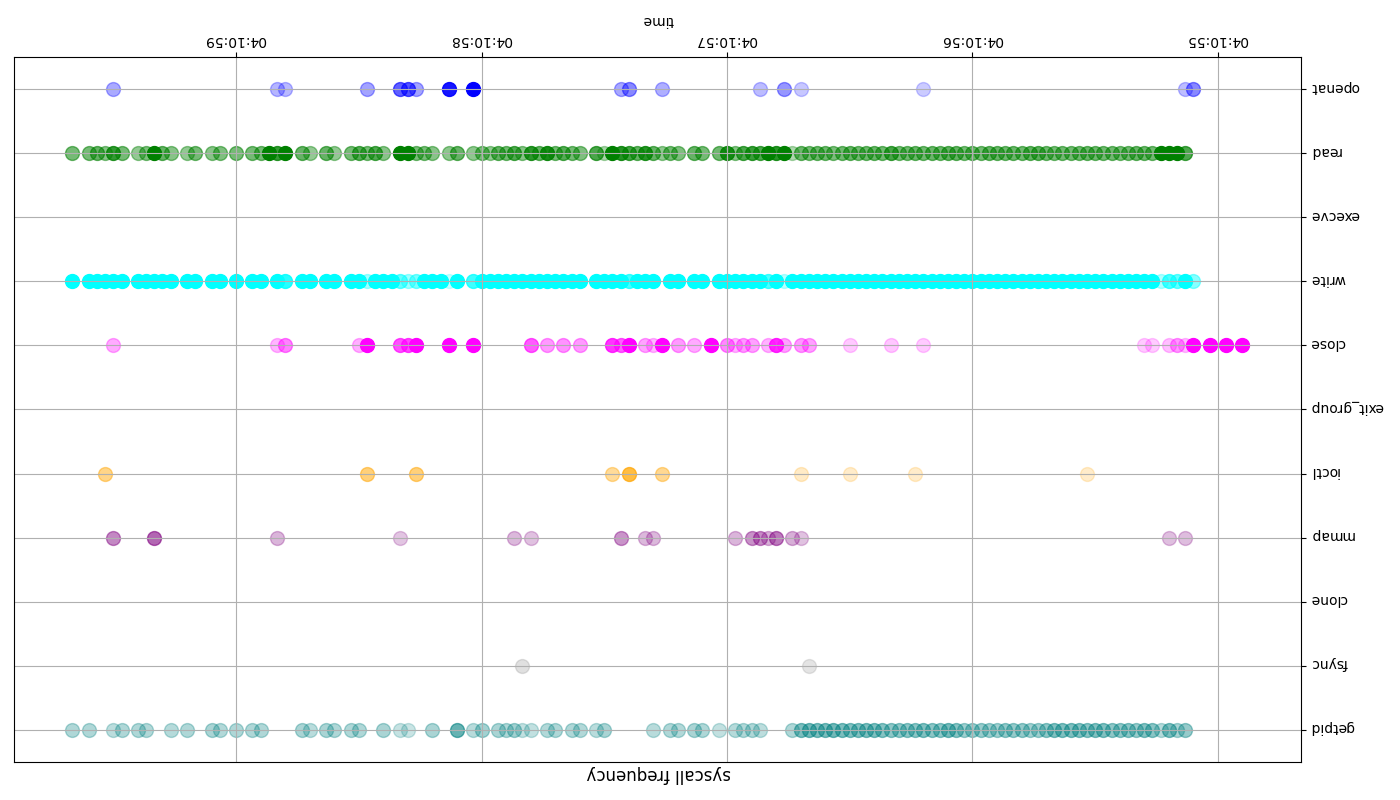 syscall frequency
getpid
fsync
clone
mmap
ioctl
exit_group
close
write
execve
read
openat
04:10:55 04:10:56 04:10:57 04:10:58 04:10:59
time